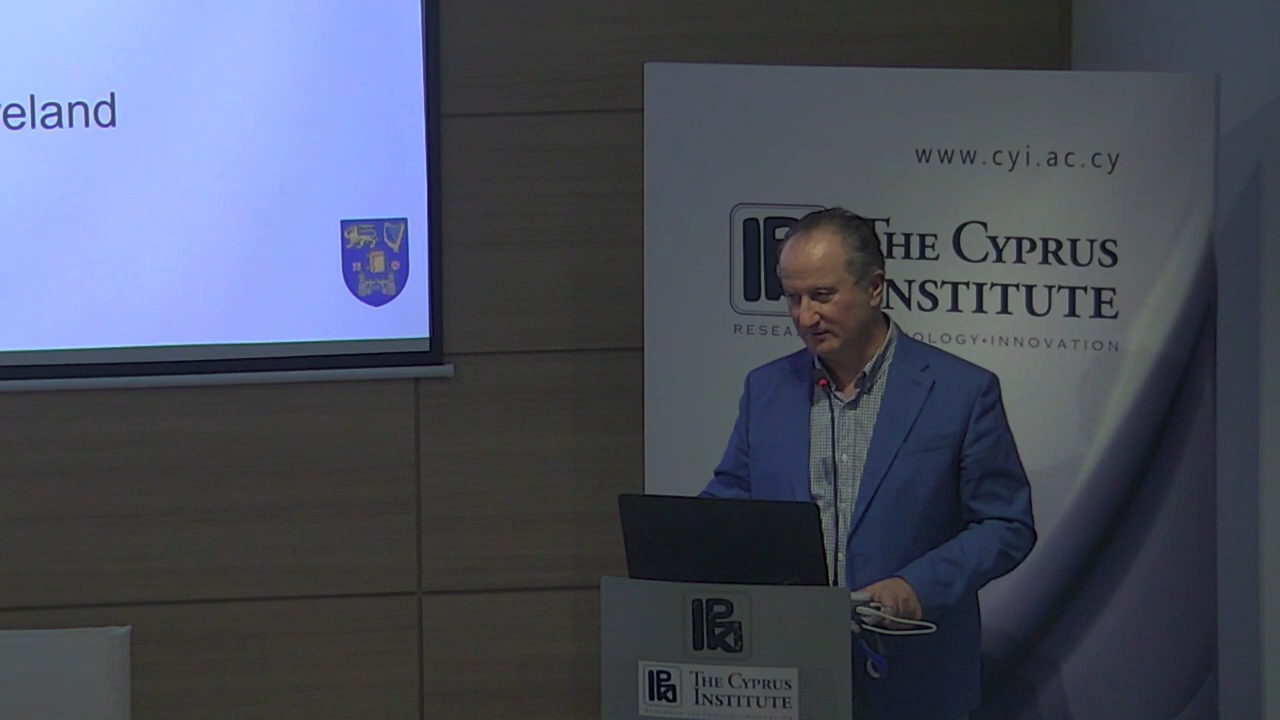 eland
www.cyi.ac.cy
THE CYPRUS
INSTITUTE
RESEA OLOGY•INNOVATION
THE CYPRUS
INSTITUTE